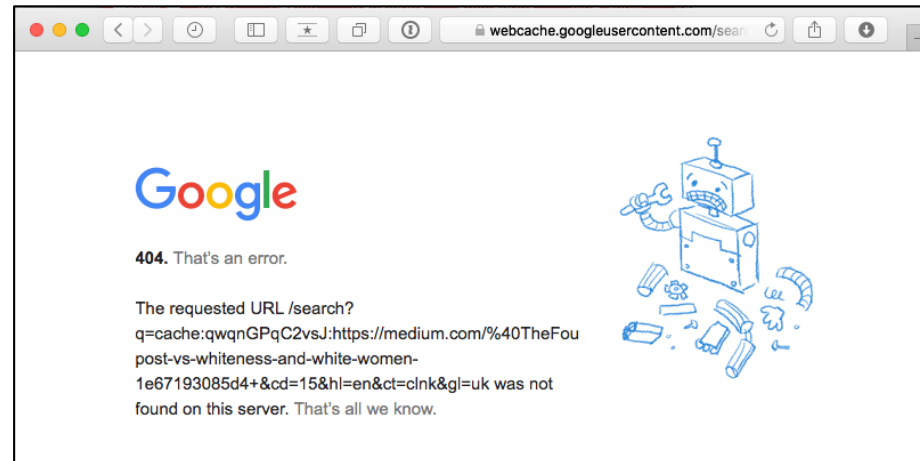 webcache.googleusercontent.com/sear
Google
404. That's an error.
The requested URL /search?
q=cache:qwqnGPqC2vsJ:https://medium.com/%40TheFou
post-vs-whiteness-and-white-women-
1e67193085d4+&cd=15&hl=en&ct=clnk&gl=uk was not
found on this server. That's all we know.